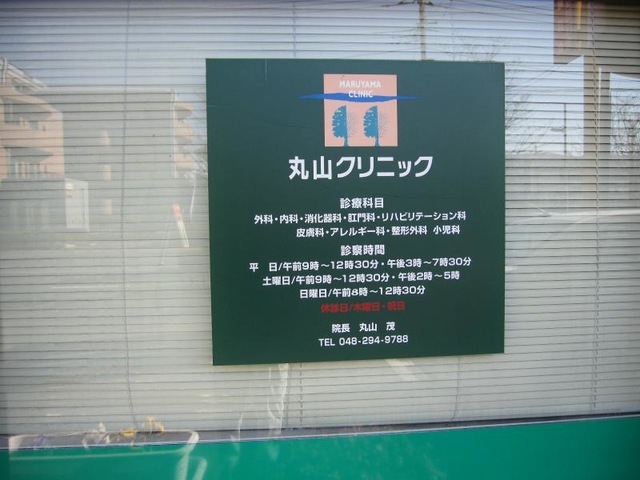 MARUYAMA
CLINIC
丸山クリニック
診療科目
外科・内科・消化器科・肛門科・リハビリテーション科
皮膚科・アレルギー科・整形外科 小児科
診察時間
平 日/午前9時～12時30分・午後3時～7時30分
土曜日/午前9時～12時30分・午後2時～5時
日曜日/午前8時～12時30分
休診日/木曜日・祝日
院長 丸山 茂
TEL 048-294-9788